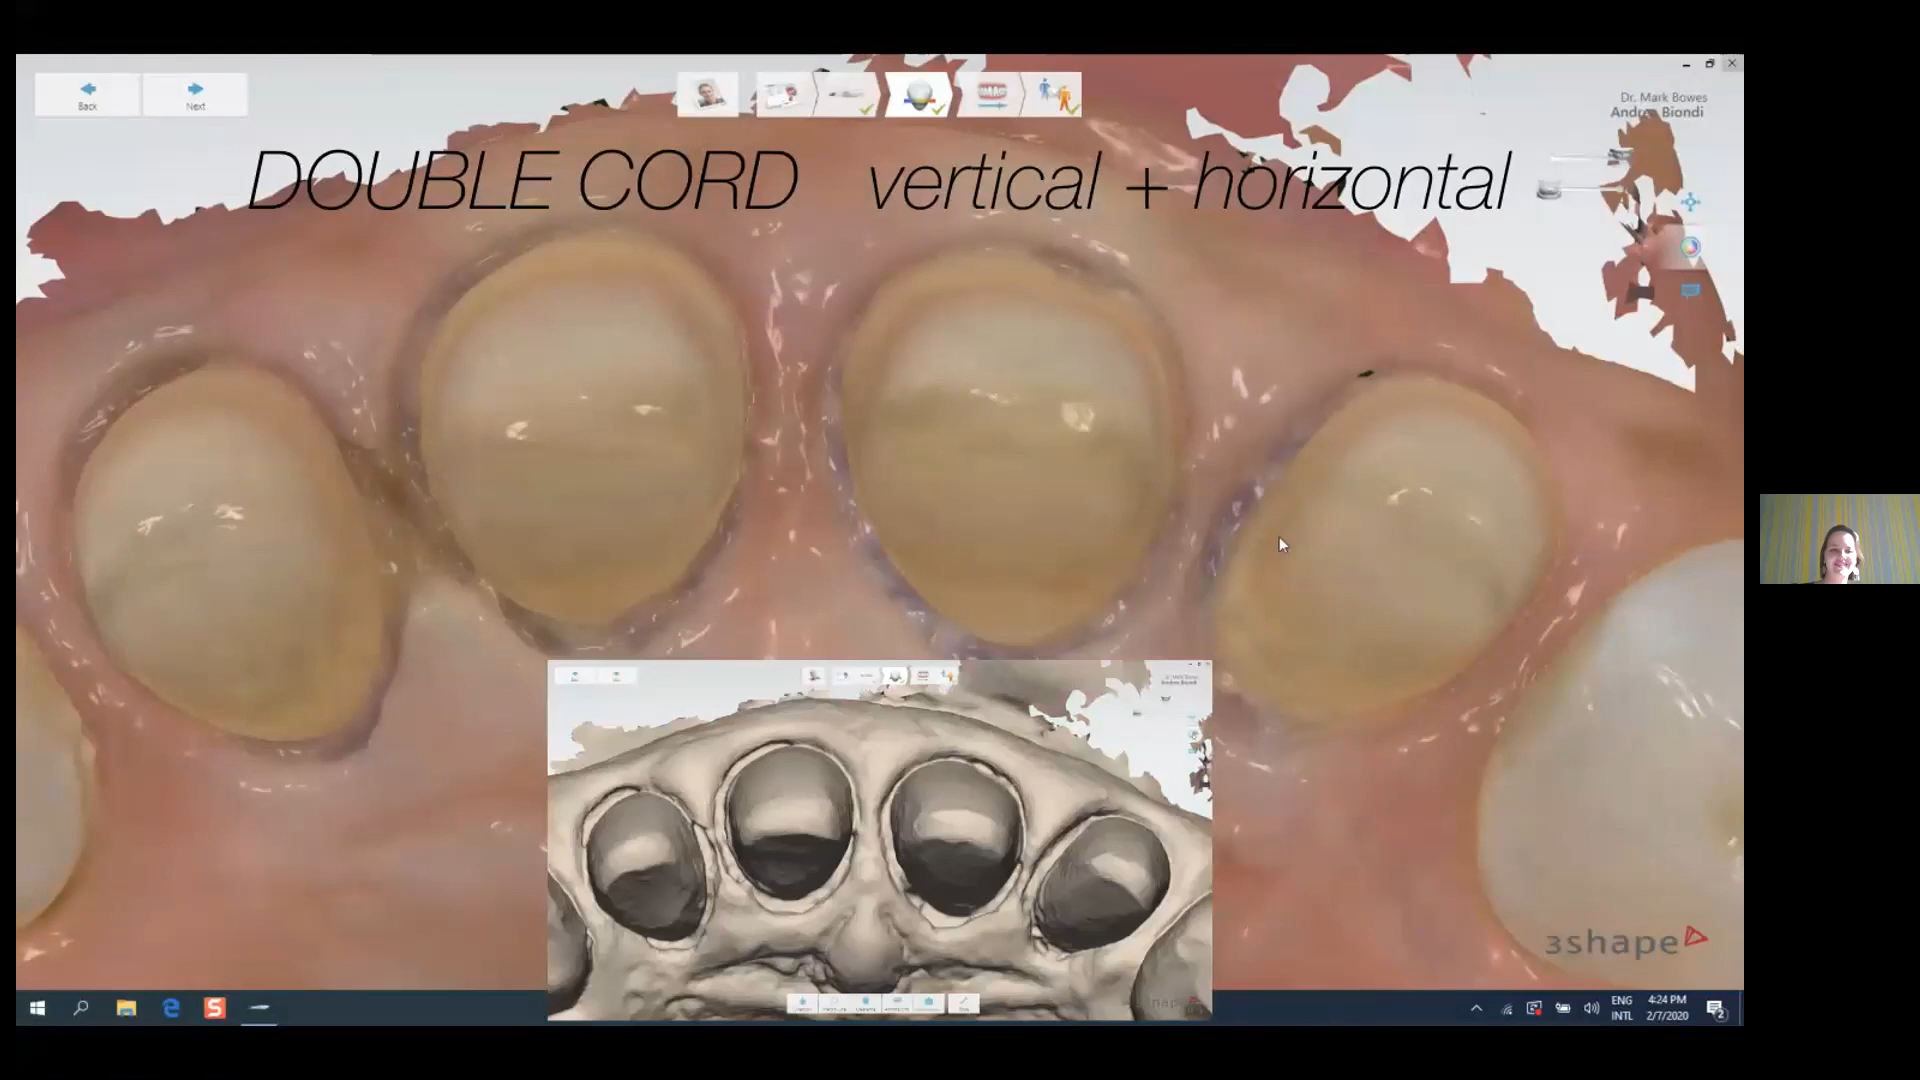 Back
Next
Dr. Mark Bowes
Andrea Biondi
DOUBLE CORD vertical + horizontal
3shape
ENG
INTL
4:24 PM
2/7/2020
2